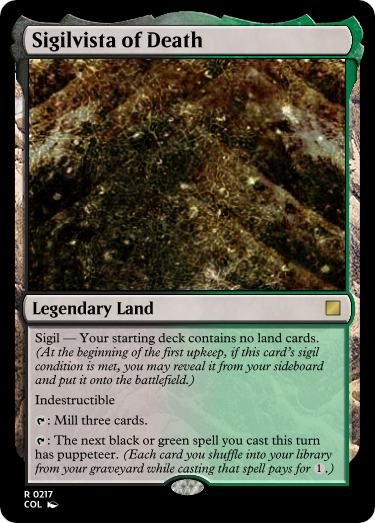 Sigilvista of Death
Legendary Land
Sigil — Your starting deck contains no land cards.
(At the beginning of the first upkeep, if this card's sigil
condition is met, you may reveal it from your sideboard
and put it onto the battlefield.)
Indestructible
: Mill three cards.
: The next black or green spell you cast this turn
has puppeteer. (Each card you shuffle into your library
from your graveyard while casting that spell pays for 1.)
R 0217
COL